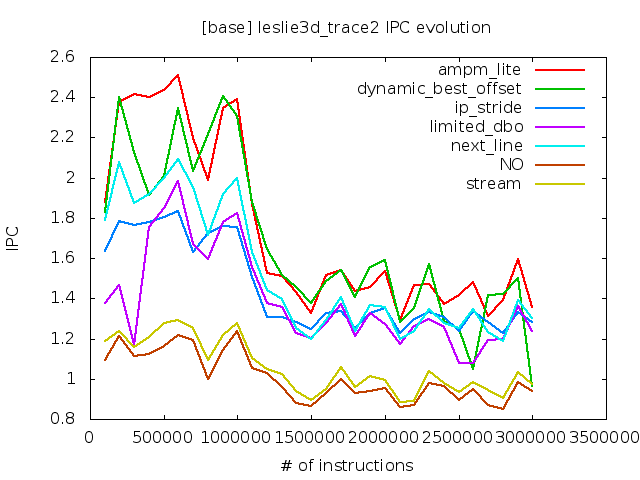 [base] leslie3d_trace2 IPC evolution
2.6
2.4
2.2
2
1.8
1.6
1.4
1.2
1
0.8
IPC
ampm_lite
dynamic_best_offset
ip_stride
limited_dbo
next_line
NO
stream
0 500000 1000000 1500000 2000000 2500000 3000000 3500000
# of instructions